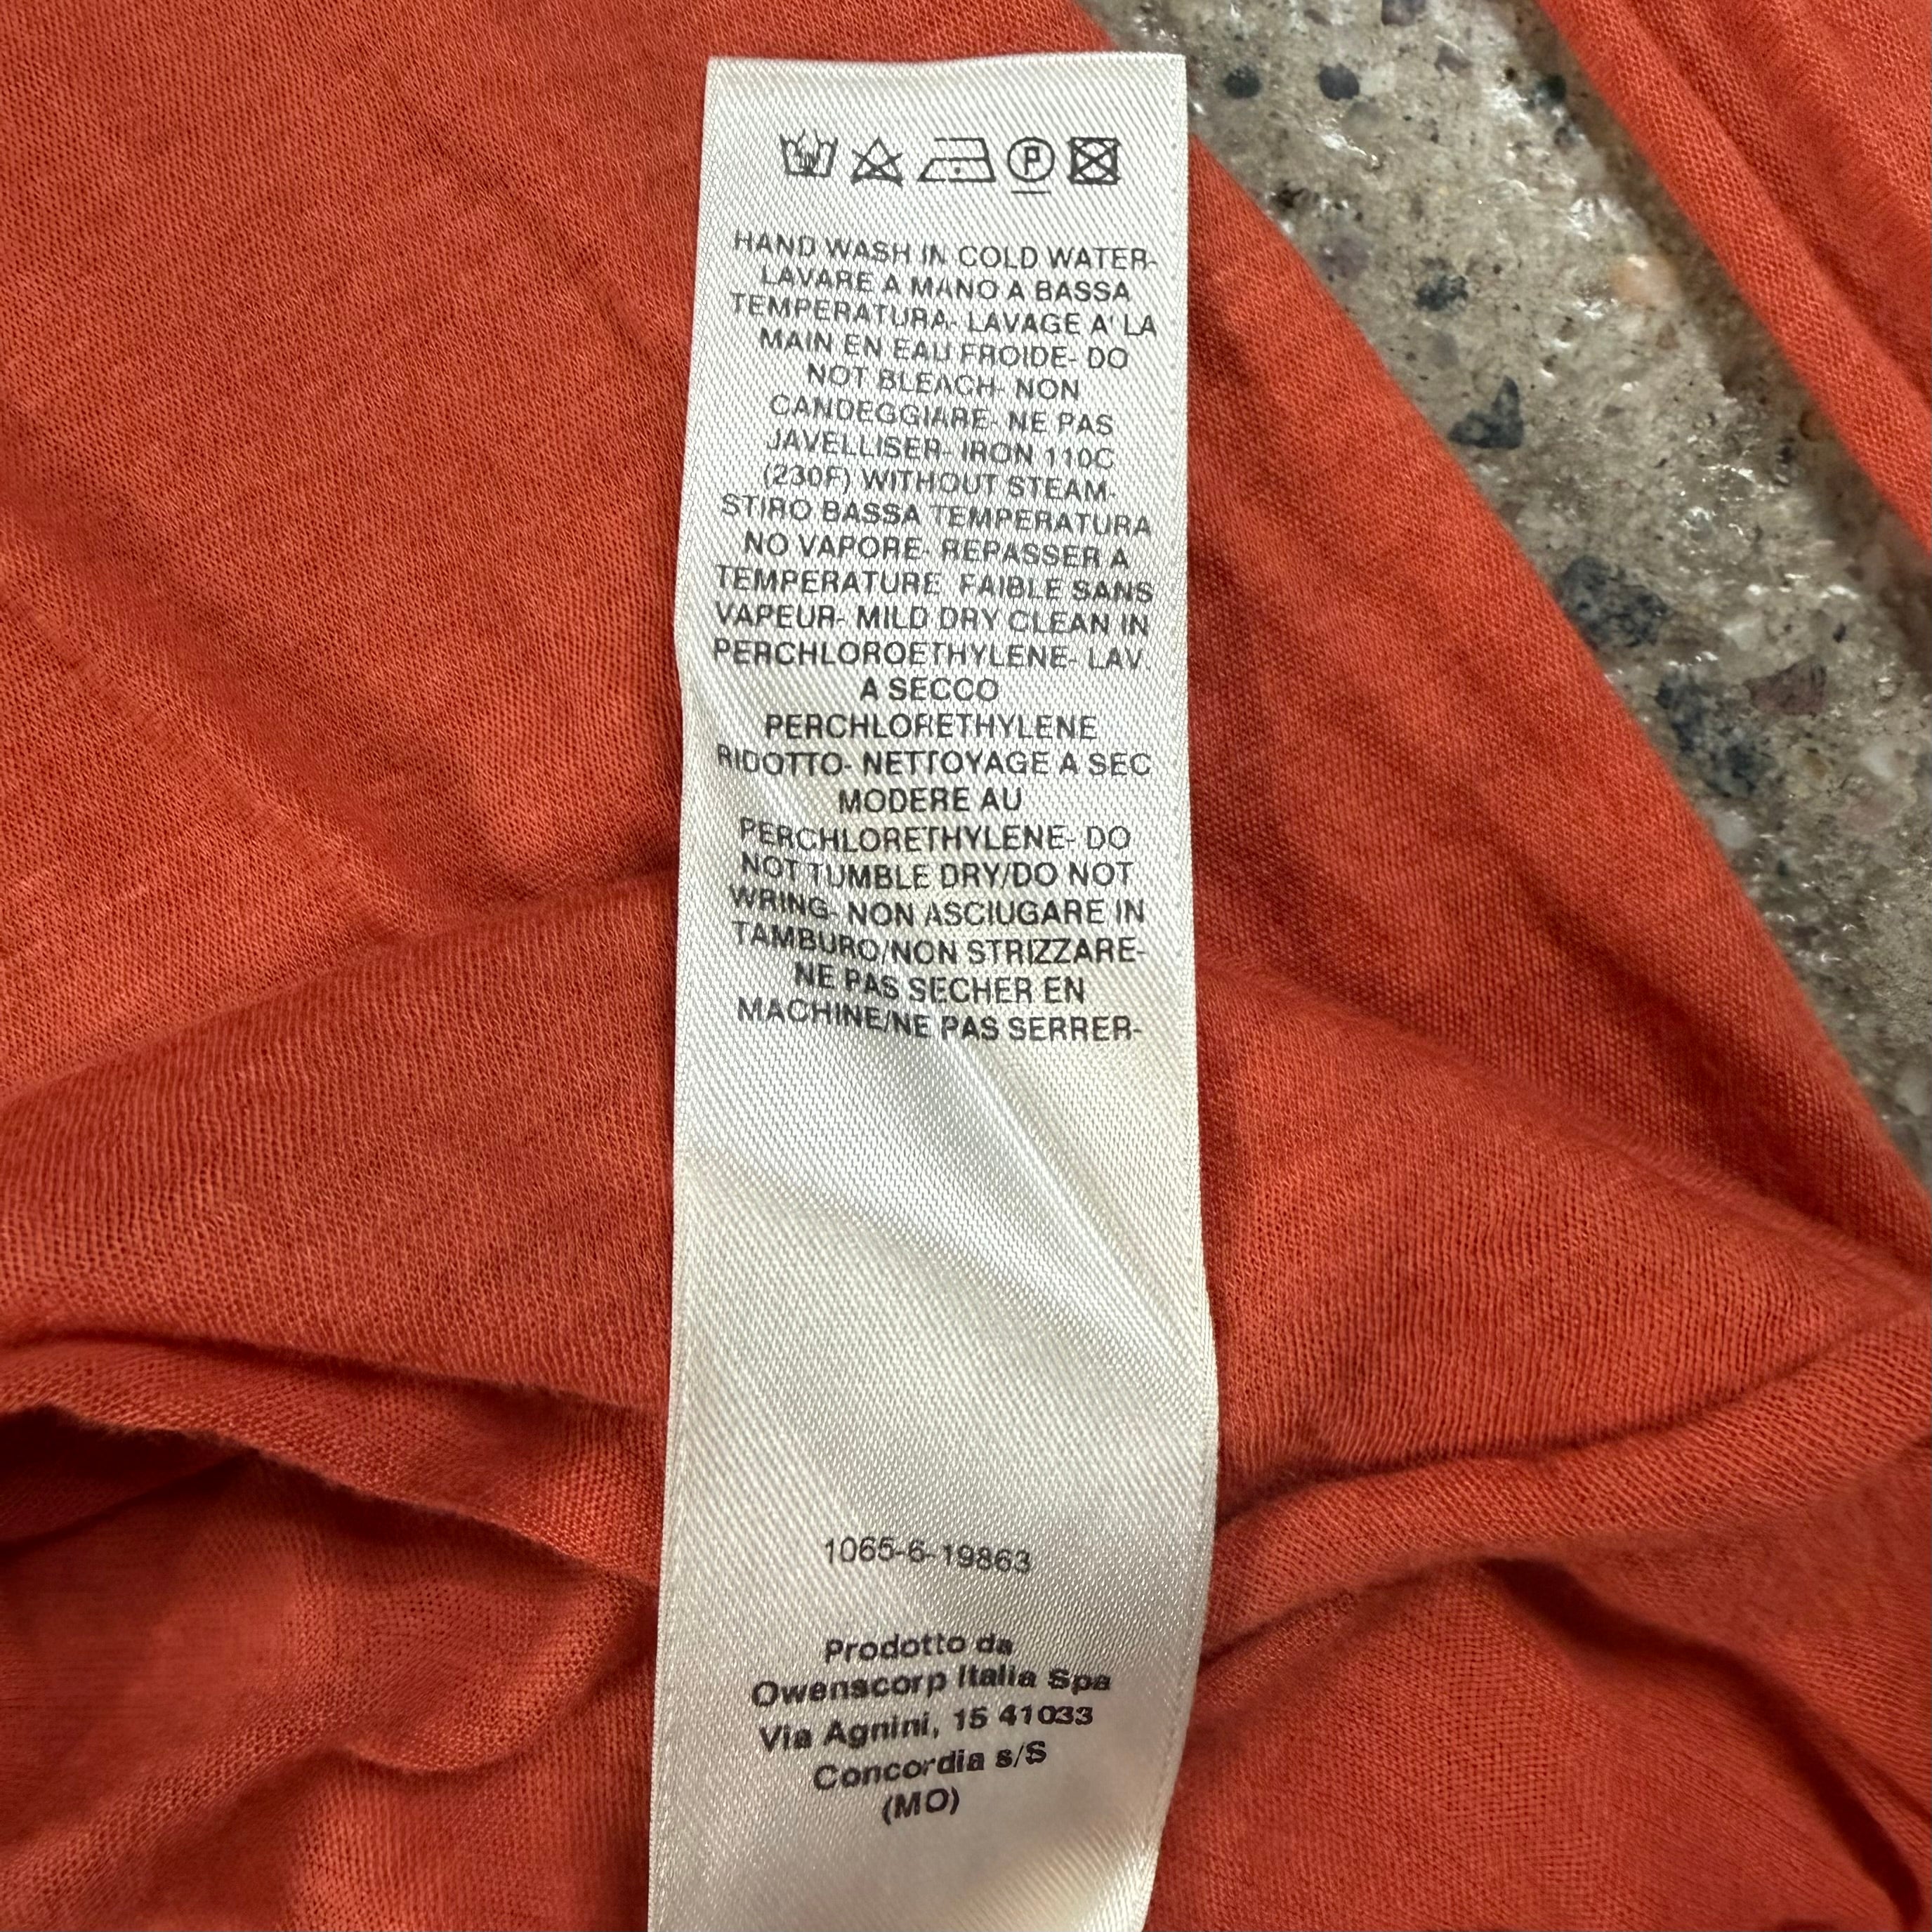 P
HAND WASH IN COLD WATER-
LAVARE A MANO A BASSA
TEMPERATURA- LAVAGE A' LA
MAIN EN EAU FROIDE- DO
NOT BLEACH- NON
CANDEGGIARE- NE PAS
JAVELLISER- IRON 110C
(230F) WITHOUT STEAM-
STIRO BASSA TEMPERATURA
NO VAPORE- REPASSER A
TEMPERATURE FAIBLE SANS
VAPEUR- MILD DRY CLEAN IN
PERCHLOROETHYLENE- LAV.
A SECCO
PERCHLORETHYLENE
RIDOTTO- NETTOYAGE A SEC
MODERE AU
PERCHLORETHYLENE- DO
NOT TUMBLE DRY/DO NOT
WRING- NON ASCIUGARE IN
TAMBURO/NON STRIZZARE-
NE PAS SECHER EN
MACHINE/NE PAS SERRER-
1065-6-19863
Prodotto da
Owenscorp Italia Spa
Via Agnini, 15 41033
Concordia s/S
(MO)